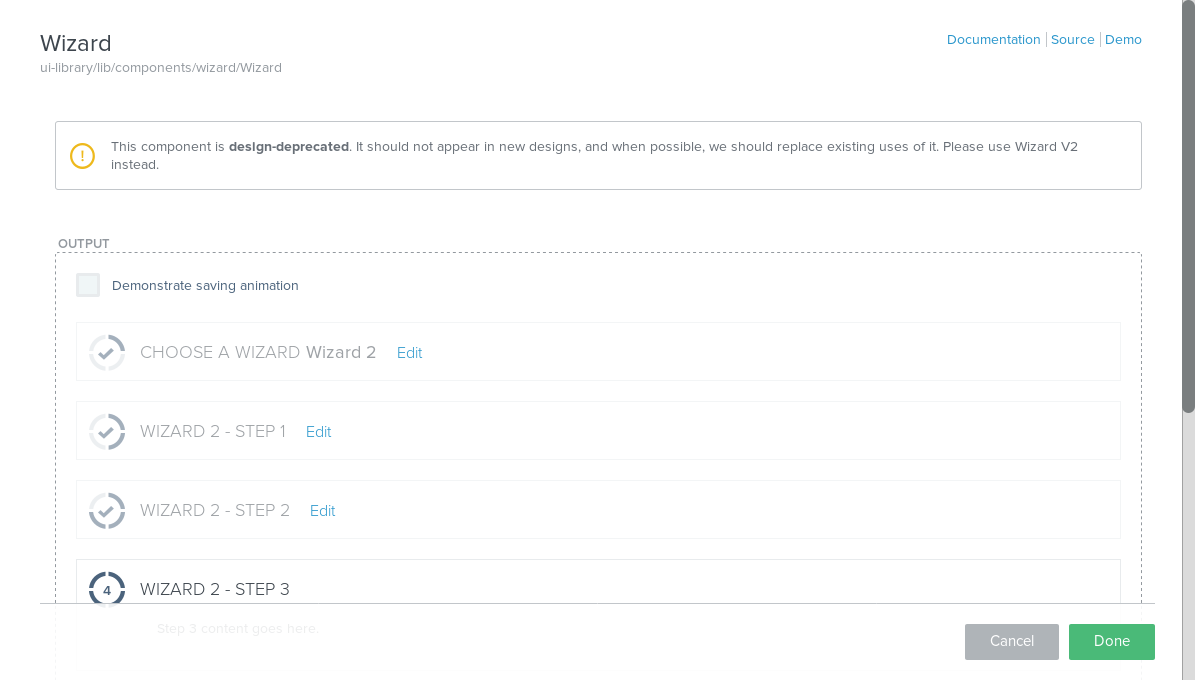 Wizard
Documentation
Source
Demo
ui-library/lib/components/wizard/Wizard
This component is design-deprecated. It should not appear in new designs, and when possible, we should replace existing uses of it. Please use Wizard V2
instead.
OUTPUT
Demonstrate saving animation
CHOOSE A WIZARD Wizard 2 Edit
WIZARD 2 - STEP 1 Edit
WIZARD 2 - STEP 2 Edit
4 WIZARD 2 - STEP 3
Step 3 content goes here.
Cancel
Done